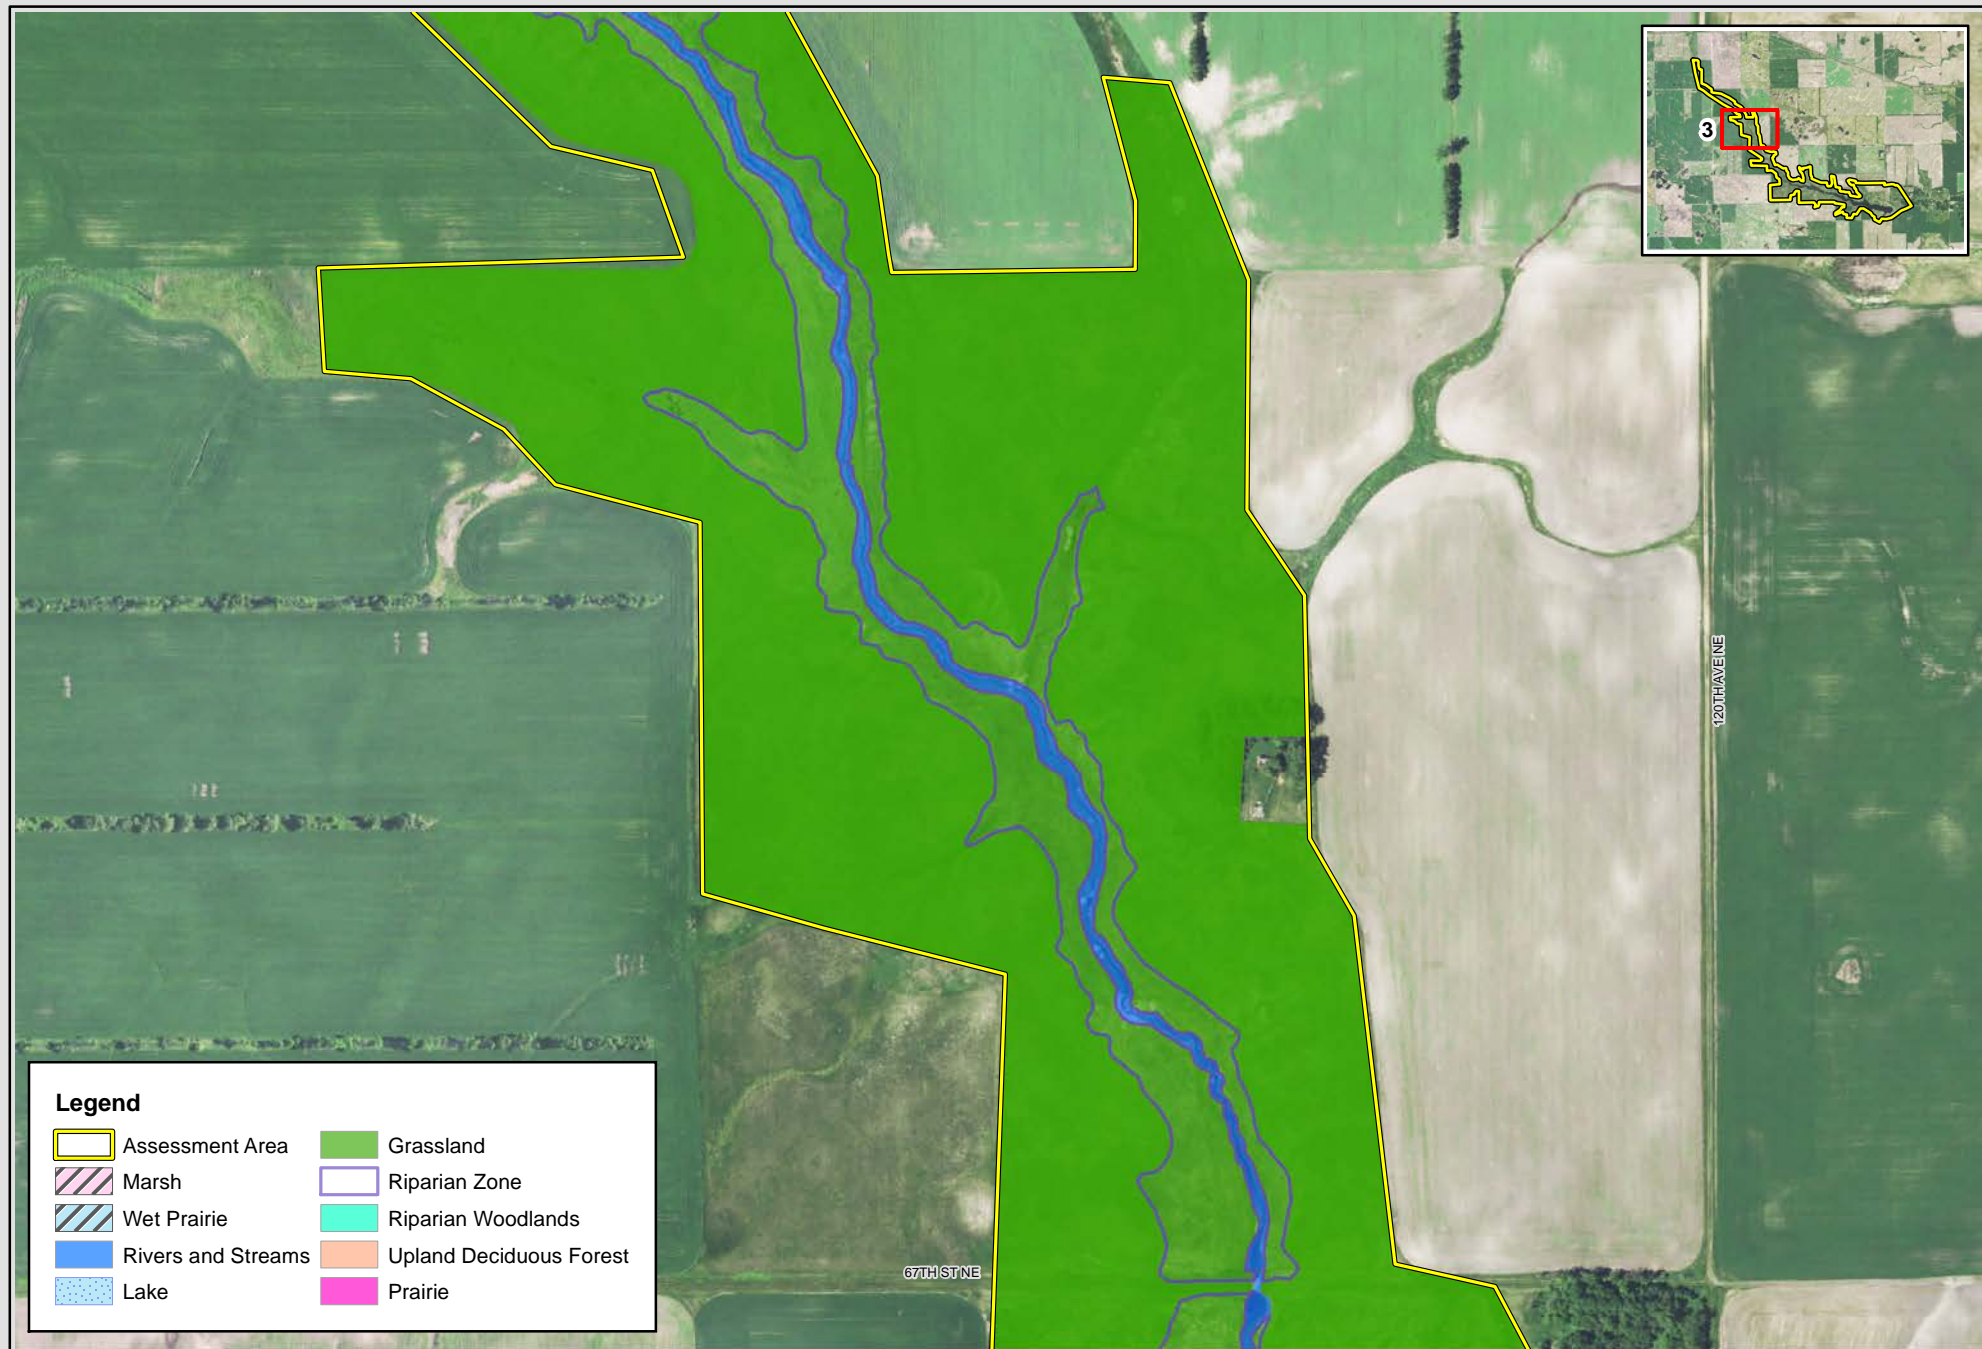 3
120TH AVE NE
67TH ST NE
Legend
Assessment Area
Marsh
Wet Prairie
Rivers and Streams
Lake
Grassland
Riparian Zone
Riparian Woodlands
Upland Deciduous Forest
Prairie